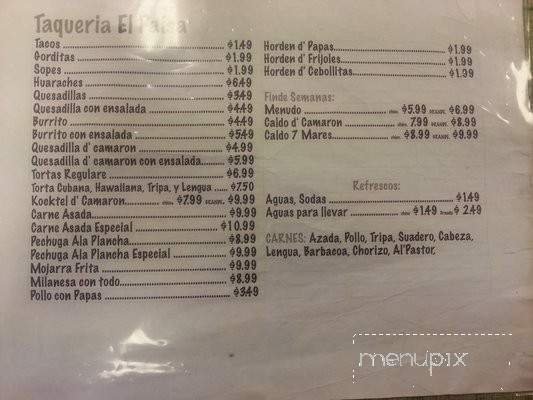 Taqueria El Paisa
Tacos $1.49
Gorditas $1.99
Sopes $1.99
Huaraches $6.49
Quesadillas $3.49
Quesadilla con ensalada $4.49
Burrito $4.49
Burrito con ensalada $5.49
Quesadilla d' camaron $4.99
Quesadilla d' camaron con ensalada $5.99
Tortas Regulare $6.99
Torta Cubana, Hawaiiana, Tripa, y Lengua $7.50
Kocktel d' Camaron $7.99 $9.99
Carne Asada $9.99
Carne Asada Especial $10.99
Pechuga Ala Plancha $8.99
Pechuga Ala Plancha Especial $9.99
Mojarra Frita $9.99
Milanesa con todo $8.99
Pollo con Papas $3.49
Horden d' Papas $1.99
Horden d' Frijoles $1.99
Horden d' Cebollitas $1.99
Finde Semanas:
Menudo $5.99 $6.99
Caldo d' Camaron 7.99 $8.99
Caldo 7 Mares $8.99 $9.99
Refrescos:
Aguas, Sodas $1.49
Aguas para llevar $1.49 $2.49
CARNES: Azada, Pollo, Tripa, Suadero, Cabeza,
Lengua, Barbacoa, Chorizo, Al'Pastor.
menupix